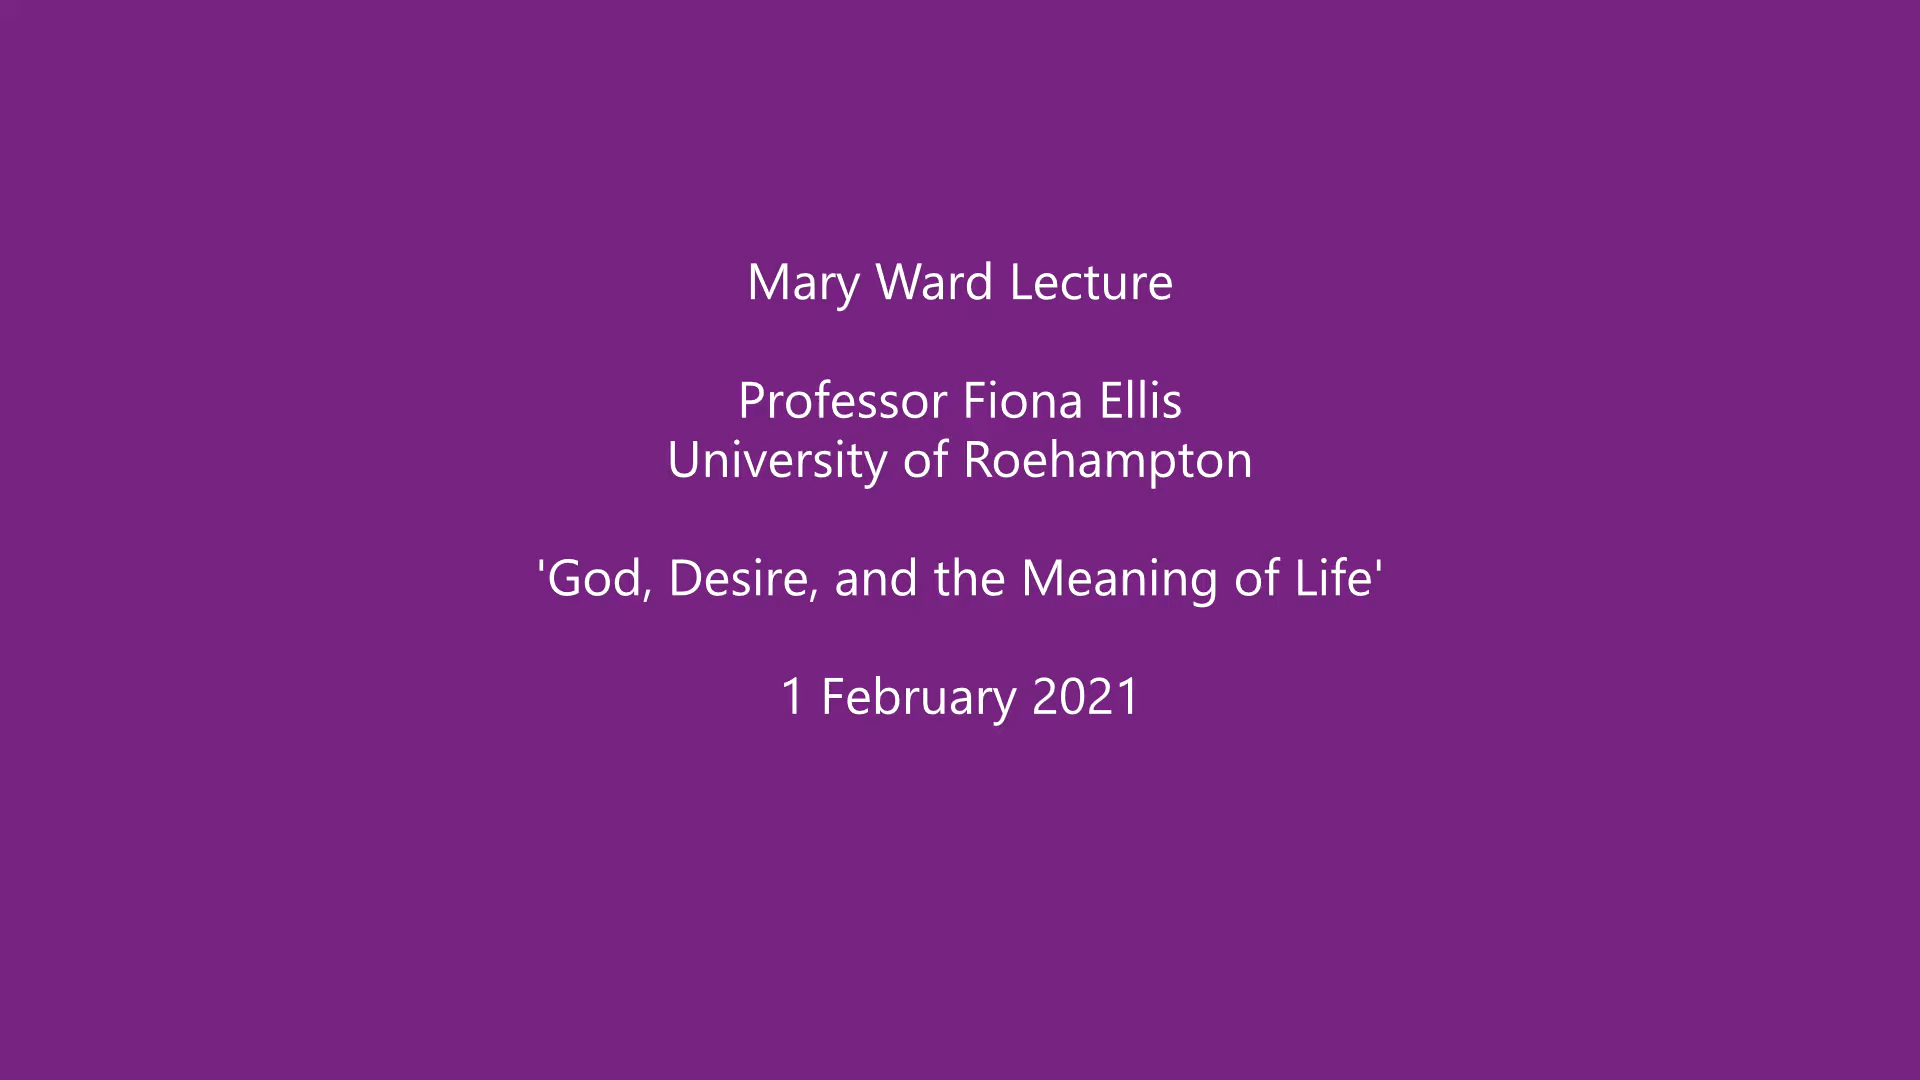 Mary Ward Lecture
Professor Fiona Ellis
University of Roehampton
'God, Desire, and the Meaning of Life'
1 February 2021